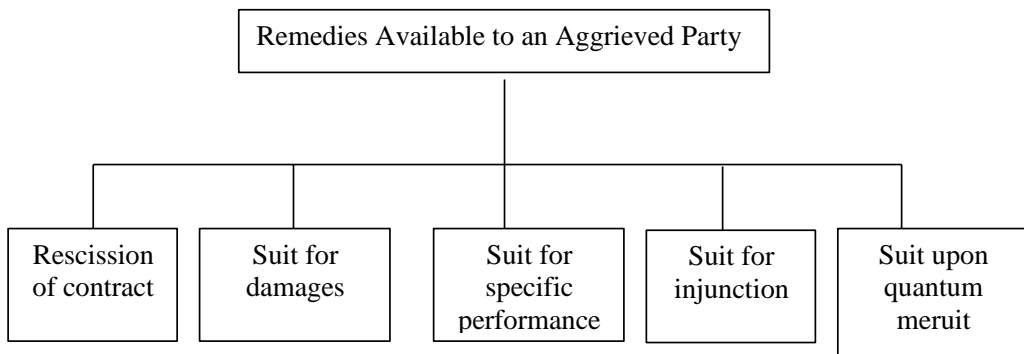 Remedies Available to an Aggrieved Party
Rescission
of contract
Suit for
damages
Suit for
specific
performance
Suit for
injunction
Suit upon
quantum
meruit